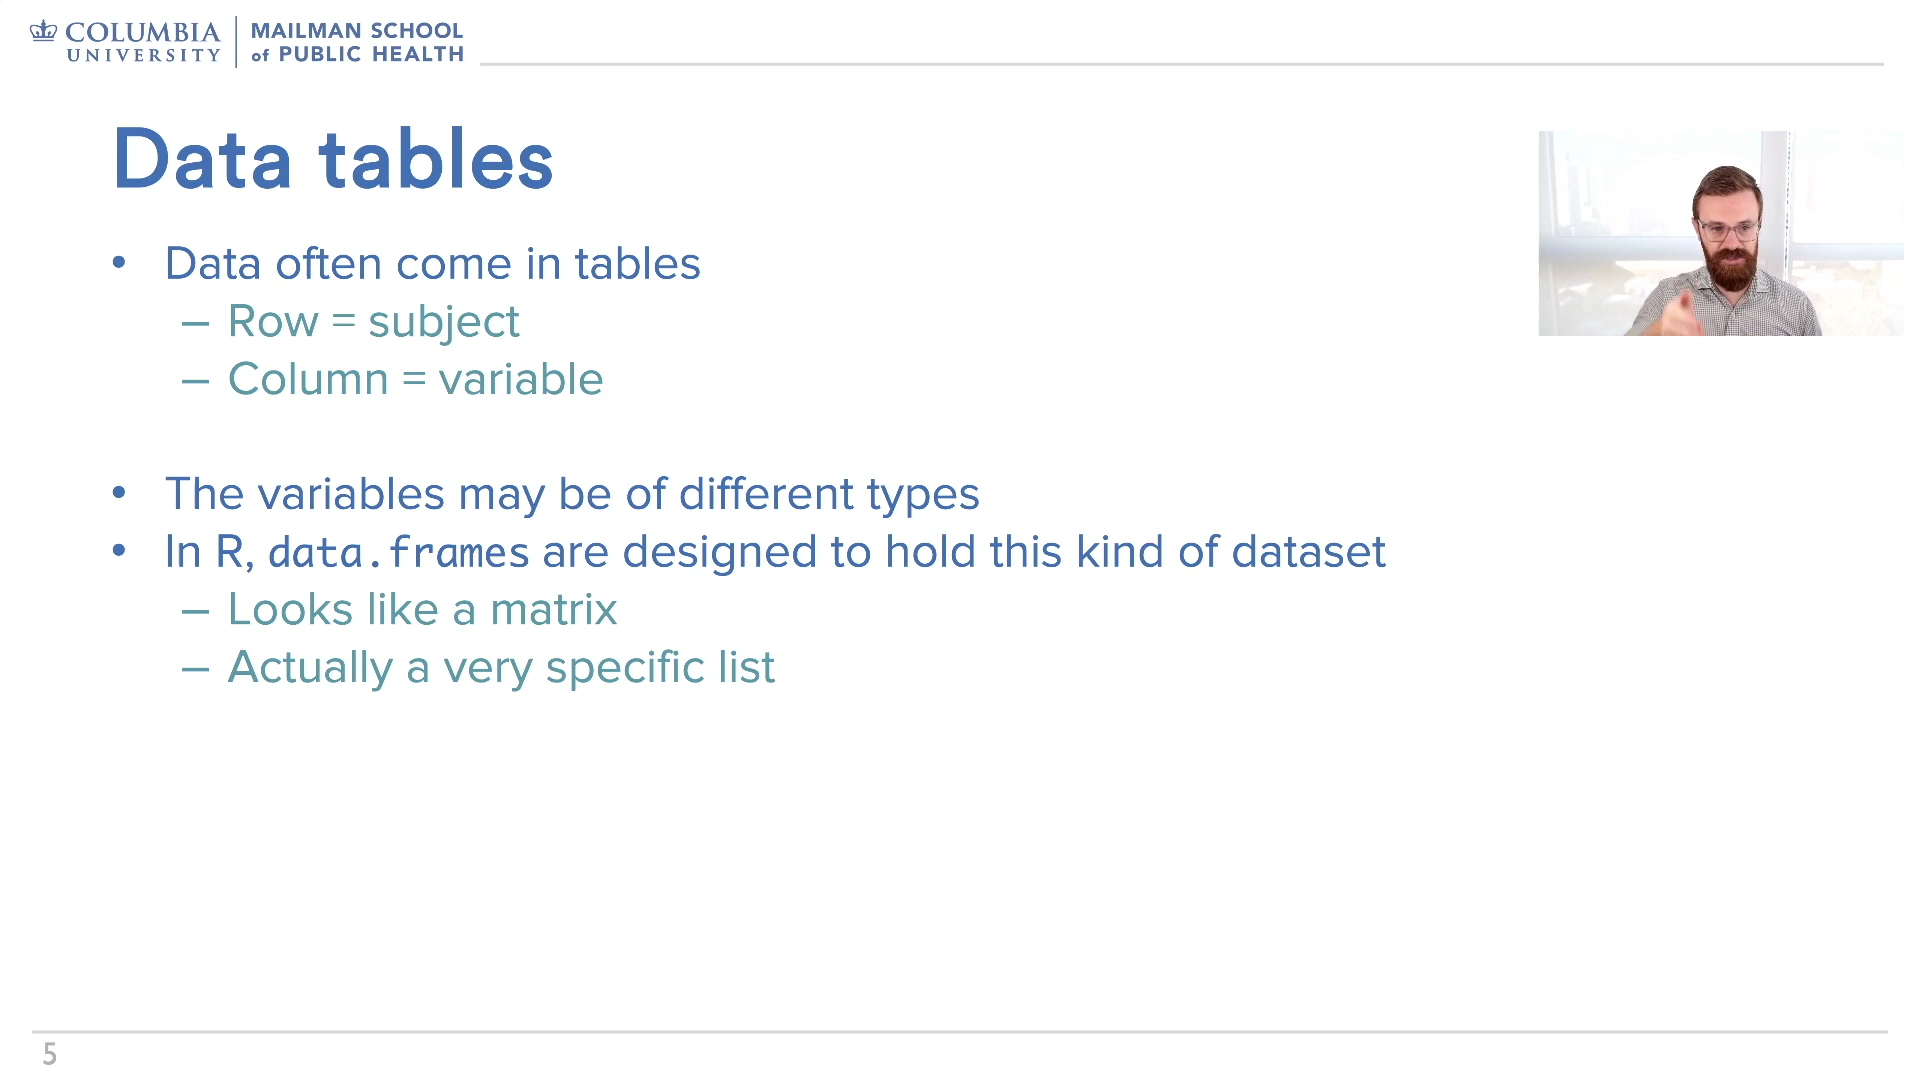 COLUMBIA UNIVERSITY
MAILMAN SCHOOL
of PUBLIC HEALTH
Data tables
• Data often come in tables
– Row = subject
– Column = variable
• The variables may be of different types
• In R, data.frames are designed to hold this kind of dataset
– Looks like a matrix
– Actually a very specific list
5